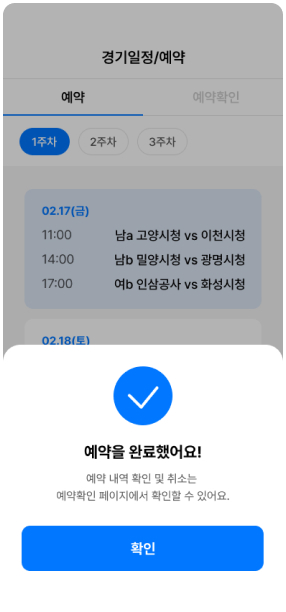 경기일정/예약
예약 예약확인
1주차 2주차 3주차
02.17(금)
11:00 남a 고양시청 vs 이천시청
14:00 남b 밀양시청 vs 광명시청
17:00 여b 인삼공사 vs 화성시청
02.18(토)
예약을 완료했어요!
예약 내역 확인 및 취소는
예약확인 페이지에서 확인할 수 있어요.
확인